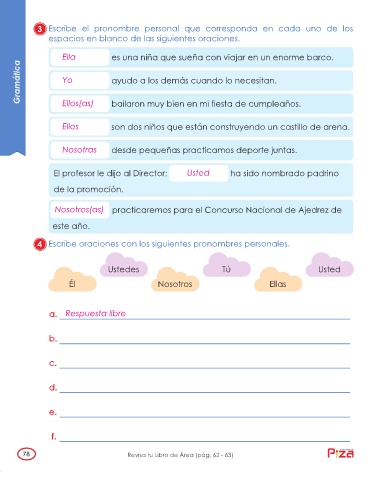 Gramática
3 Escribe el pronombre personal que corresponda en cada uno de los
espacios en blanco de las siguientes oraciones.
Ella es una niña que sueña con viajar en un enorme barco.
Yo ayudo a los demás cuando lo necesitan.
Ellos(as) bailaron muy bien en mi fiesta de cumpleaños.
Ellos son dos niños que están construyendo un castillo de arena.
Nosotras desde pequeñas practicamos deporte juntas.
El profesor le dijo al Director: Usted ha sido nombrado padrino
de la promoción.
Nosotros(as) practicaremos para el Concurso Nacional de Ajedrez de
este año.
4 Escribe oraciones con los siguientes pronombres personales.
Ustedes Tú Usted
Él Nosotros Ellas
a. Respuesta libre
b.
c.
d.
e.
f.
78 Revisa tu Libro de Área (pág. 62 - 63)